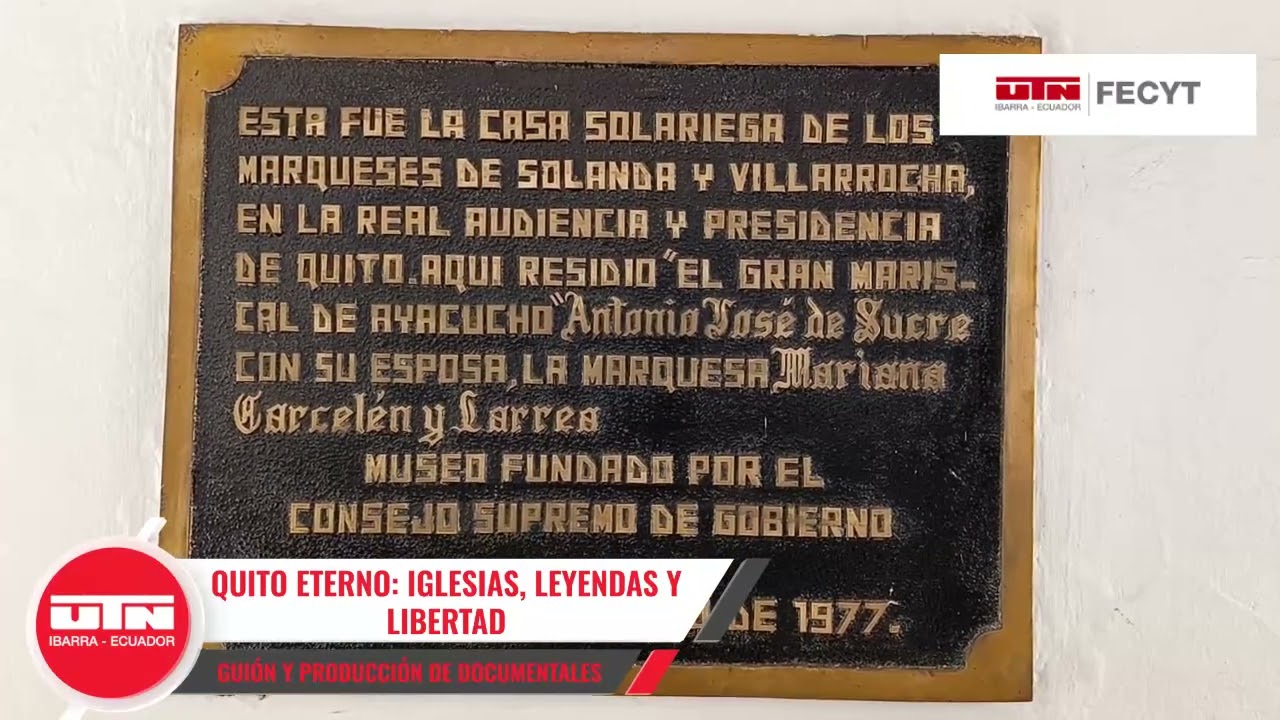 ESTA FUE LA CASA SOLARIEGA DE LOS
MARQUESES DE SOLANDA Y VILLARROCHA,
EN LA REAL AUDIENCIA Y PRESIDENCIA
DE QUITO. AQUI RESIDIO "EL GRAN MARIS-
CAL DE AYACUCHO" Antonio José de Sucre
CON SU ESPOSA, LA MARQUESA Mariana
Carcelén y Larrea
MUSEO FUNDADO POR EL
CONSEJO SUPREMO DE GOBIERNO
DE 1977.
UTN
IBARRA - ECUADOR
FECYT
UTN
IBARRA - ECUADOR
QUITO ETERNO: IGLESIAS, LEYENDAS Y
LIBERTAD
GUIÓN Y PRODUCCIÓN DE DOCUMENTALES